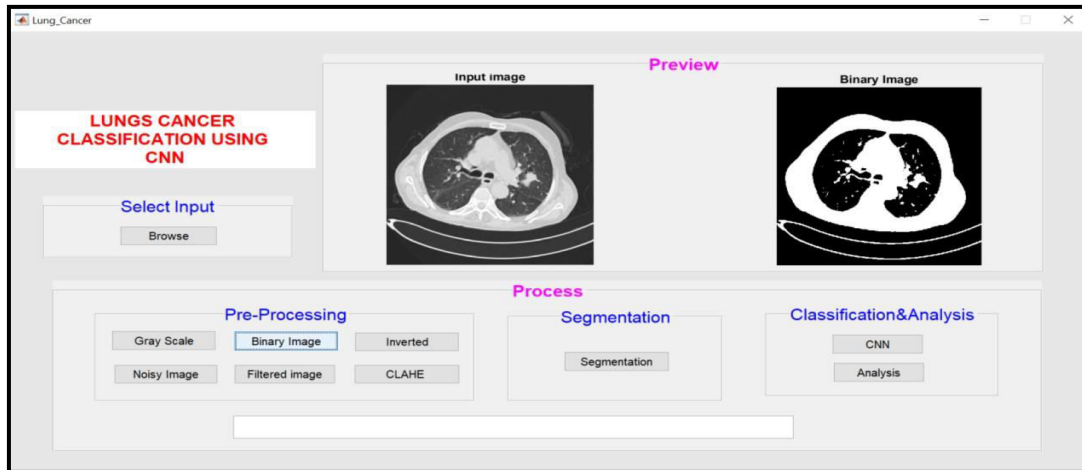 Lung_Cancer
LUNGS CANCER
CLASSIFICATION USING
CNN
Select Input
Browse
Preview
Input image
Binary Image
Process
Pre-Processing
Gray Scale
Binary Image
Inverted
Noisy Image
Filtered image
CLAHE
Segmentation
Segmentation
Classification&Analysis
CNN
Analysis